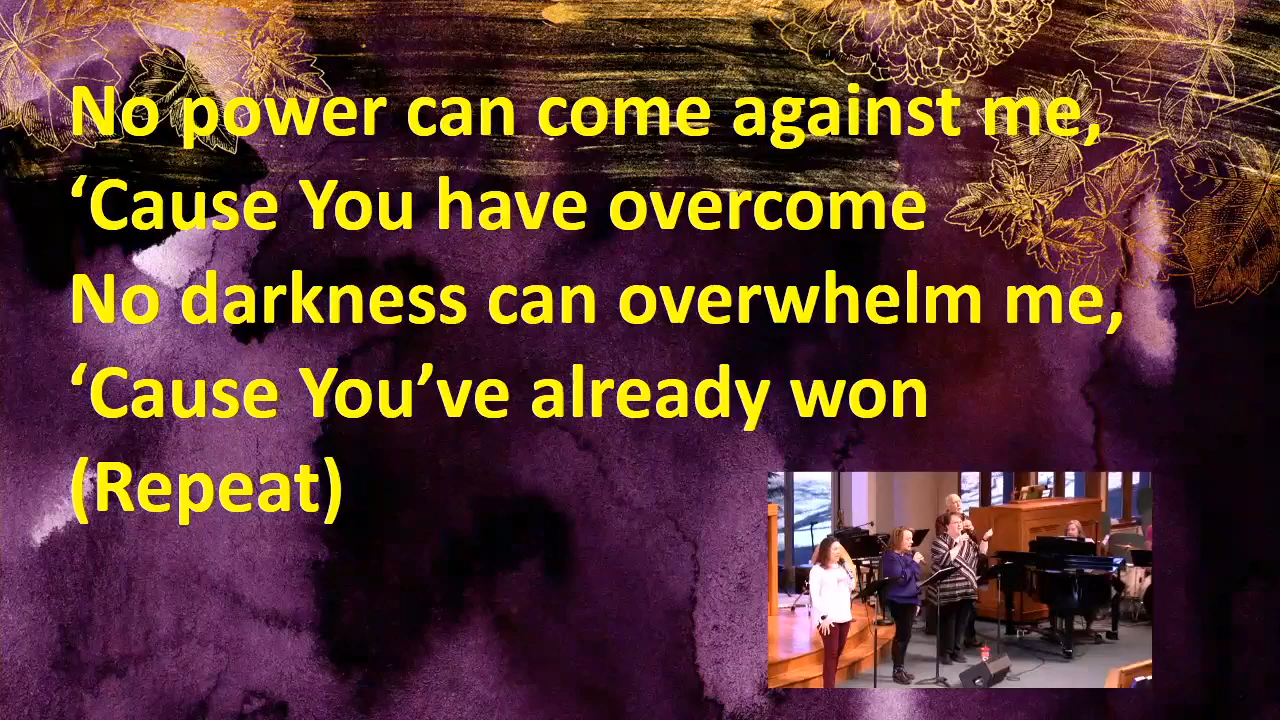 No power can come against me,
‘Cause You have overcome
No darkness can overwhelm me,
‘Cause You’ve already won
(Repeat)